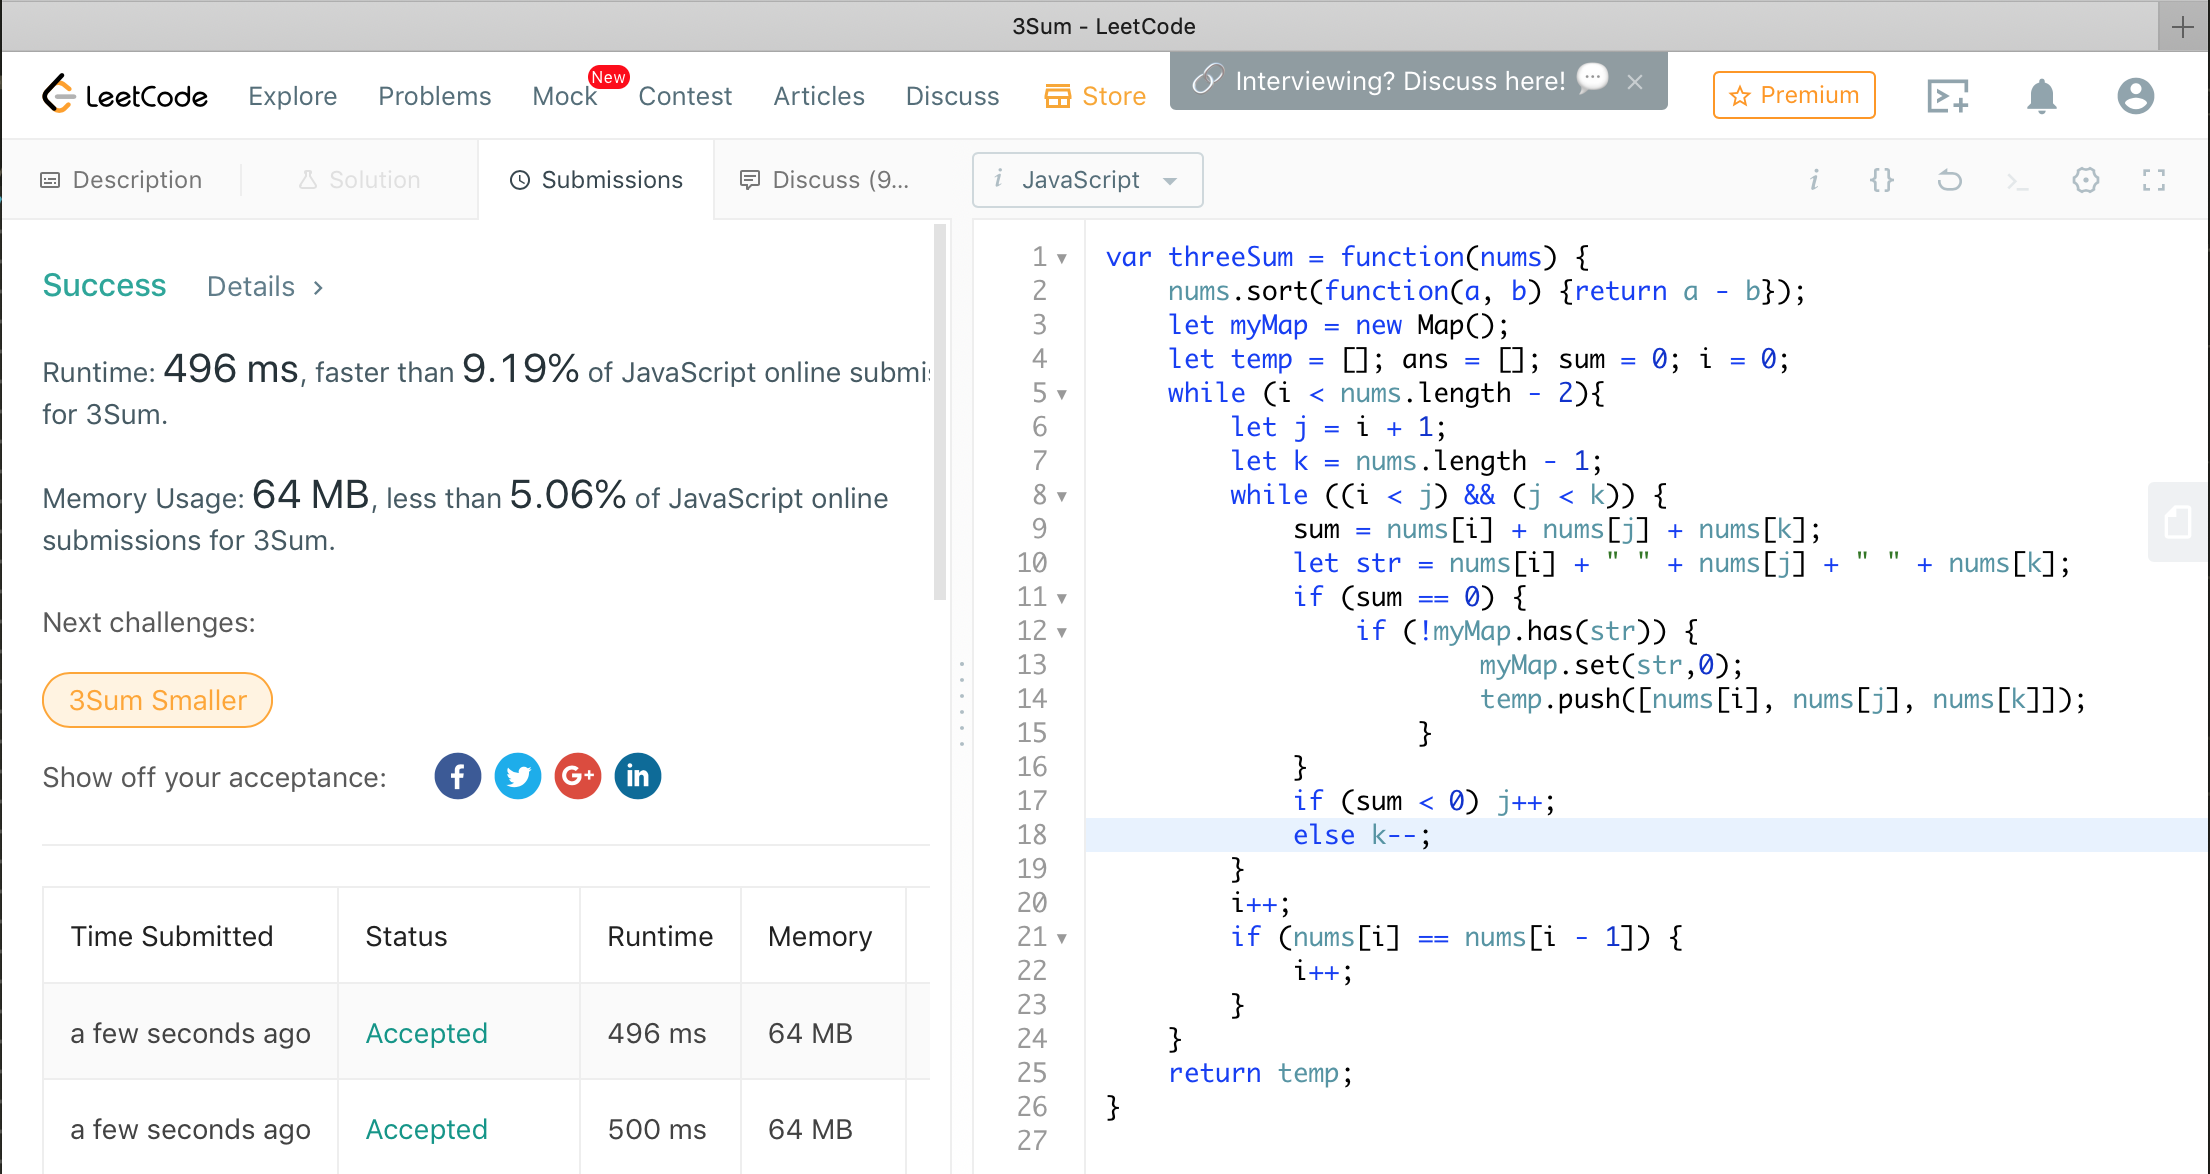 3Sum - LeetCode
LeetCode Explore Problems Mock New Contest Articles Discuss Store Interviewing? Discuss here! Premium
Description Solution Submissions Discuss (9... JavaScript
Success Details
Runtime: 496 ms, faster than 9.19% of JavaScript online
for 3Sum.
Memory Usage: 64 MB, less than 5.06% of JavaScript online
submissions for 3Sum.
Next challenges:
3Sum Smaller
Show off your acceptance:
Time Submitted Status Runtime Memory
a few seconds ago Accepted 496 ms 64 MB
a few seconds ago Accepted 500 ms 64 MB
1 var threeSum = function(nums) {
2 nums.sort(function(a, b) {return a - b});
3 let myMap = new Map();
4 let temp = []; ans = []; sum = 0; i = 0;
5 while (i < nums.length - 2){
6 let j = i + 1;
7 let k = nums.length - 1;
8 while ((i < j) && (j < k)) {
9 sum = nums[i] + nums[j] + nums[k];
10 let str = nums[i] + " " + nums[j] + " " + nums[k];
11 if (sum == 0) {
12 if (!myMap.has(str)) {
13 myMap.set(str,0);
14 temp.push([nums[i], nums[j], nums[k]]);
15 }
16 }
17 if (sum < 0) j++;
18 else k--;
19 }
20 i++;
21 if (nums[i] == nums[i - 1]) {
22 i++;
23 }
24 }
25 return temp;
26 }
27